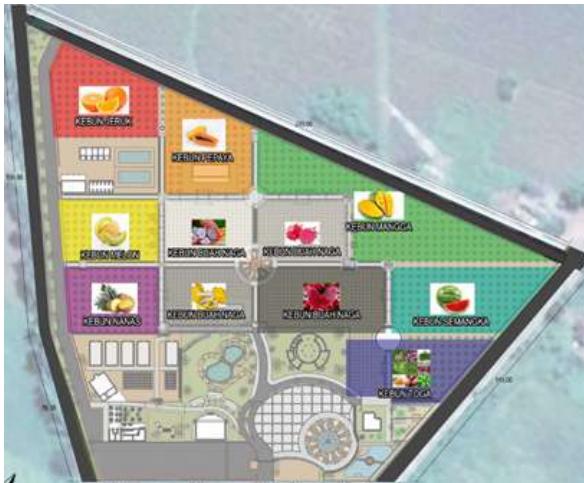 KEBUN JERUK
KEBUN PEPAYA
KEBUN MANGGA
KEBUN MELON
KEBUN BUAH NAGA
KEBUN BUAH NAGA
KEBUN NANAS
KEBUN BUAH NAGA
KEBUN BUAH NAGA
KEBUN SEMANGKA
KEBUN TOGA